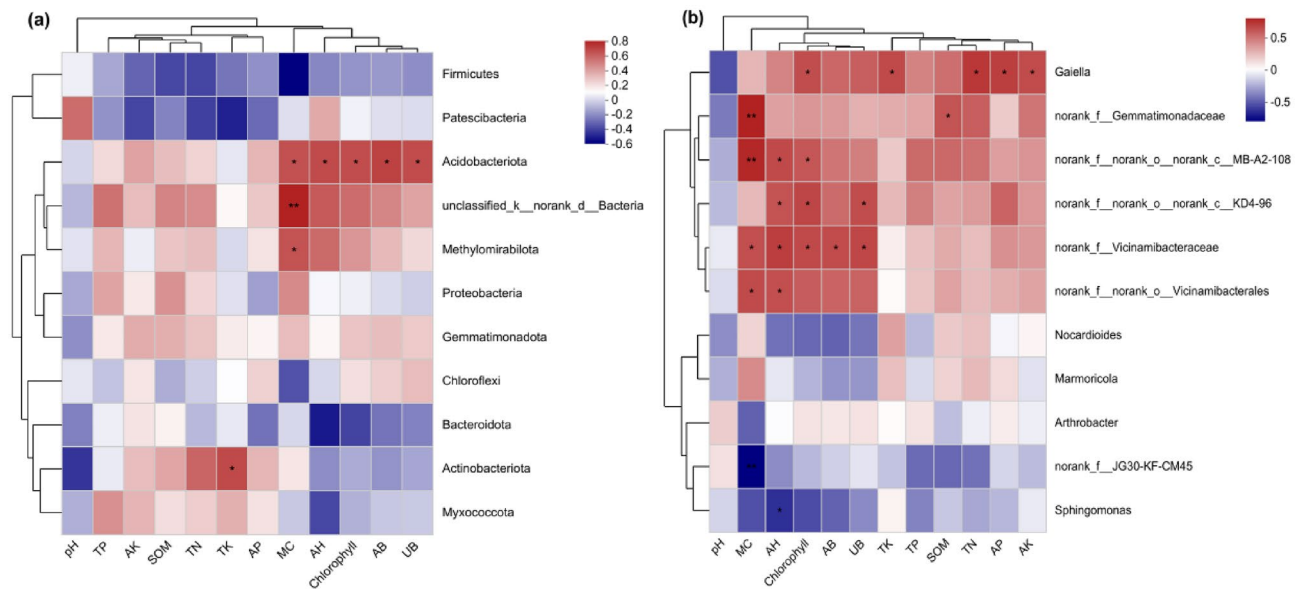 (a)
0.8
0.6
0.4
0.2
0
-0.2
-0.4
-0.6
Firmicutes
Patescibacteria
Acidobacteriota
* * * * *
unclassified_k__norank_d__Bacteria
**
Methylomirabilota
*
Proteobacteria
Gemmatimonadota
Chloroflexi
Bacteroidota
Actinobacteriota
*
Myxococcota
pH TP AK SOM TN TK AP MC AH Chlorophyll AB UB
(b)
0.5
0
-0.5
Gaiella
* * * * *
norank_f__Gemmatimonadaceae
** *
norank_f__norank_o__norank_c__MB-A2-108
** * *
norank_f__norank_o__norank_c__KD4-96
* * *
norank_f__Vicinamibacteraceae
* * * * *
norank_f__norank_o__Vicinamibacterales
* *
Nocardioides
Marmoricola
Arthrobacter
norank_f__JG30-KF-CM45
**
Sphingomonas
*
pH MC AH Chlorophyll AB UB TK TP SOM TN AP AK